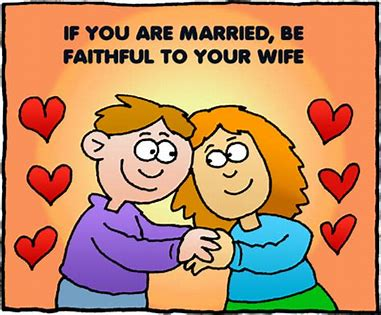 IF YOU ARE MARRIED, BE
FAITHFUL TO YOUR WIFE